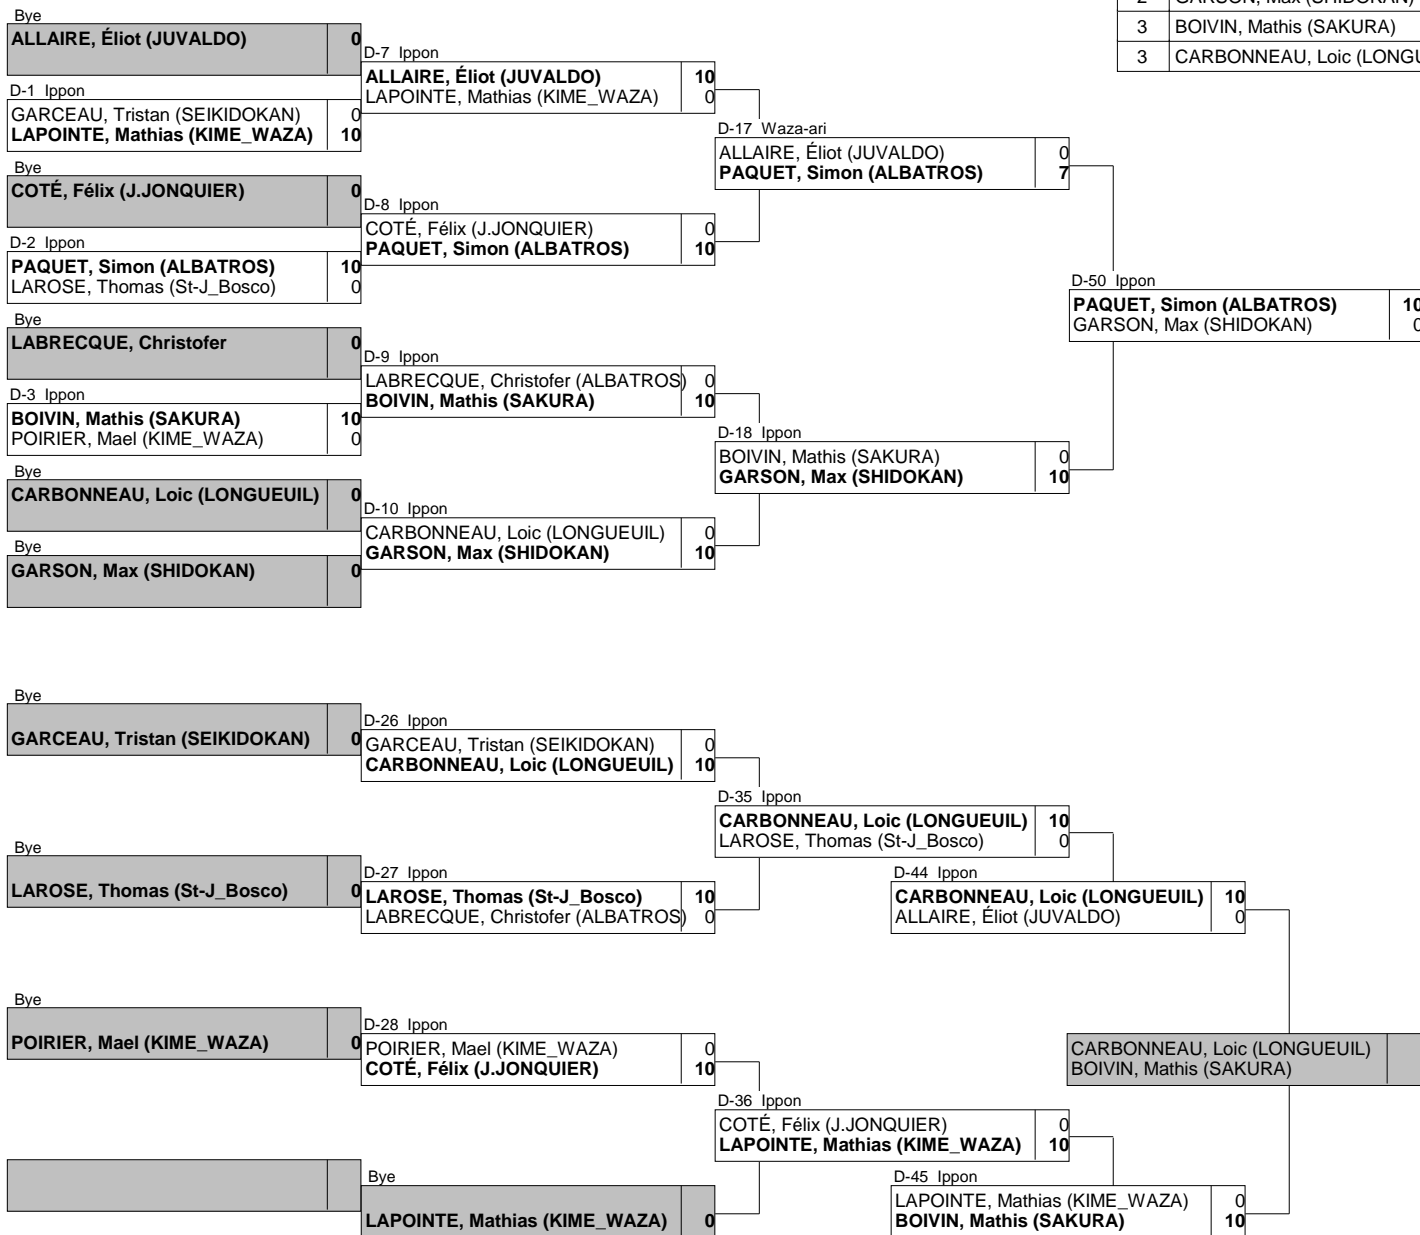 2 GARSON, Max (SHIDOKAN)
3 BOIVIN, Mathis (SAKURA)
3 CARBONNEAU, Loic (LONGU
Bye
ALLAIRE, Éliot (JUVALDO) 0
D-1 Ippon
GARCEAU, Tristan (SEIKIDOKAN) 0
LAPOINTE, Mathias (KIME_WAZA) 10
Bye
COTÉ, Félix (J.JONQUIER) 0
D-2 Ippon
PAQUET, Simon (ALBATROS) 10
LAROSE, Thomas (St-J_Bosco) 0
Bye
LABRECQUE, Christofer 0
D-3 Ippon
BOIVIN, Mathis (SAKURA) 10
POIRIER, Mael (KIME_WAZA) 0
Bye
CARBONNEAU, Loic (LONGUEUIL) 0
Bye
GARSON, Max (SHIDOKAN) 0
D-7 Ippon
ALLAIRE, Éliot (JUVALDO) 10
LAPOINTE, Mathias (KIME_WAZA) 0
D-8 Ippon
COTÉ, Félix (J.JONQUIER) 0
PAQUET, Simon (ALBATROS) 10
D-9 Ippon
LABRECQUE, Christofer (ALBATROS) 0
BOIVIN, Mathis (SAKURA) 10
D-10 Ippon
CARBONNEAU, Loic (LONGUEUIL) 0
GARSON, Max (SHIDOKAN) 10
D-17 Waza-ari
ALLAIRE, Éliot (JUVALDO) 0
PAQUET, Simon (ALBATROS) 7
D-18 Ippon
BOIVIN, Mathis (SAKURA) 0
GARSON, Max (SHIDOKAN) 10
D-50 Ippon
PAQUET, Simon (ALBATROS) 10
GARSON, Max (SHIDOKAN) 0
Bye
GARCEAU, Tristan (SEIKIDOKAN) 0
Bye
LAROSE, Thomas (St-J_Bosco) 0
Bye
POIRIER, Mael (KIME_WAZA) 0
D-26 Ippon
GARCEAU, Tristan (SEIKIDOKAN) 0
CARBONNEAU, Loic (LONGUEUIL) 10
D-27 Ippon
LAROSE, Thomas (St-J_Bosco) 10
LABRECQUE, Christofer (ALBATROS) 0
D-28 Ippon
POIRIER, Mael (KIME_WAZA) 0
COTÉ, Félix (J.JONQUIER) 10
Bye
LAPOINTE, Mathias (KIME_WAZA) 0
D-35 Ippon
CARBONNEAU, Loic (LONGUEUIL) 10
LAROSE, Thomas (St-J_Bosco) 0
D-36 Ippon
COTÉ, Félix (J.JONQUIER) 0
LAPOINTE, Mathias (KIME_WAZA) 10
D-44 Ippon
CARBONNEAU, Loic (LONGUEUIL) 10
ALLAIRE, Éliot (JUVALDO) 0
D-45 Ippon
LAPOINTE, Mathias (KIME_WAZA) 0
BOIVIN, Mathis (SAKURA) 10
CARBONNEAU, Loic (LONGUEUIL)
BOIVIN, Mathis (SAKURA)